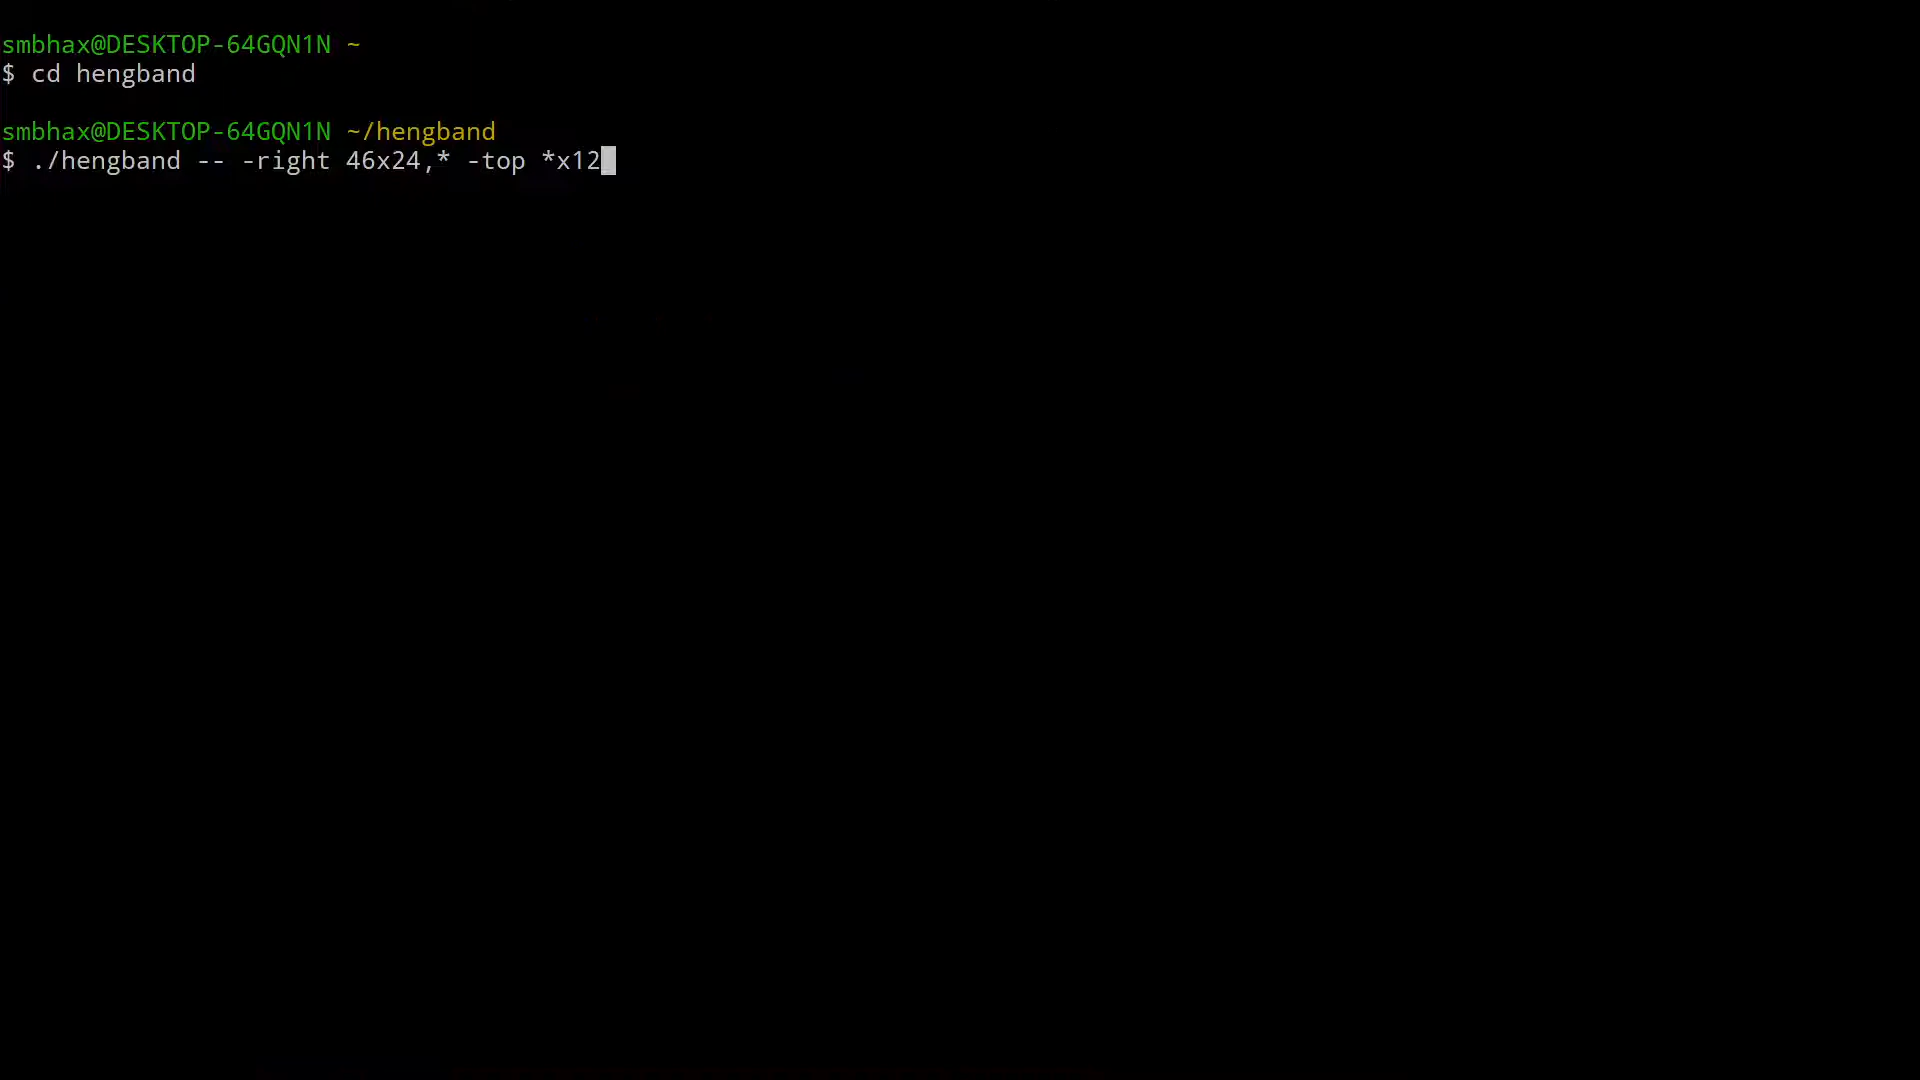 smbhax@DESKTOP-64GQN1N ~
$ cd hengband
smbhax@DESKTOP-64GQN1N ~/hengband
$ ./hengband -- -right 46x24,* -top *x12